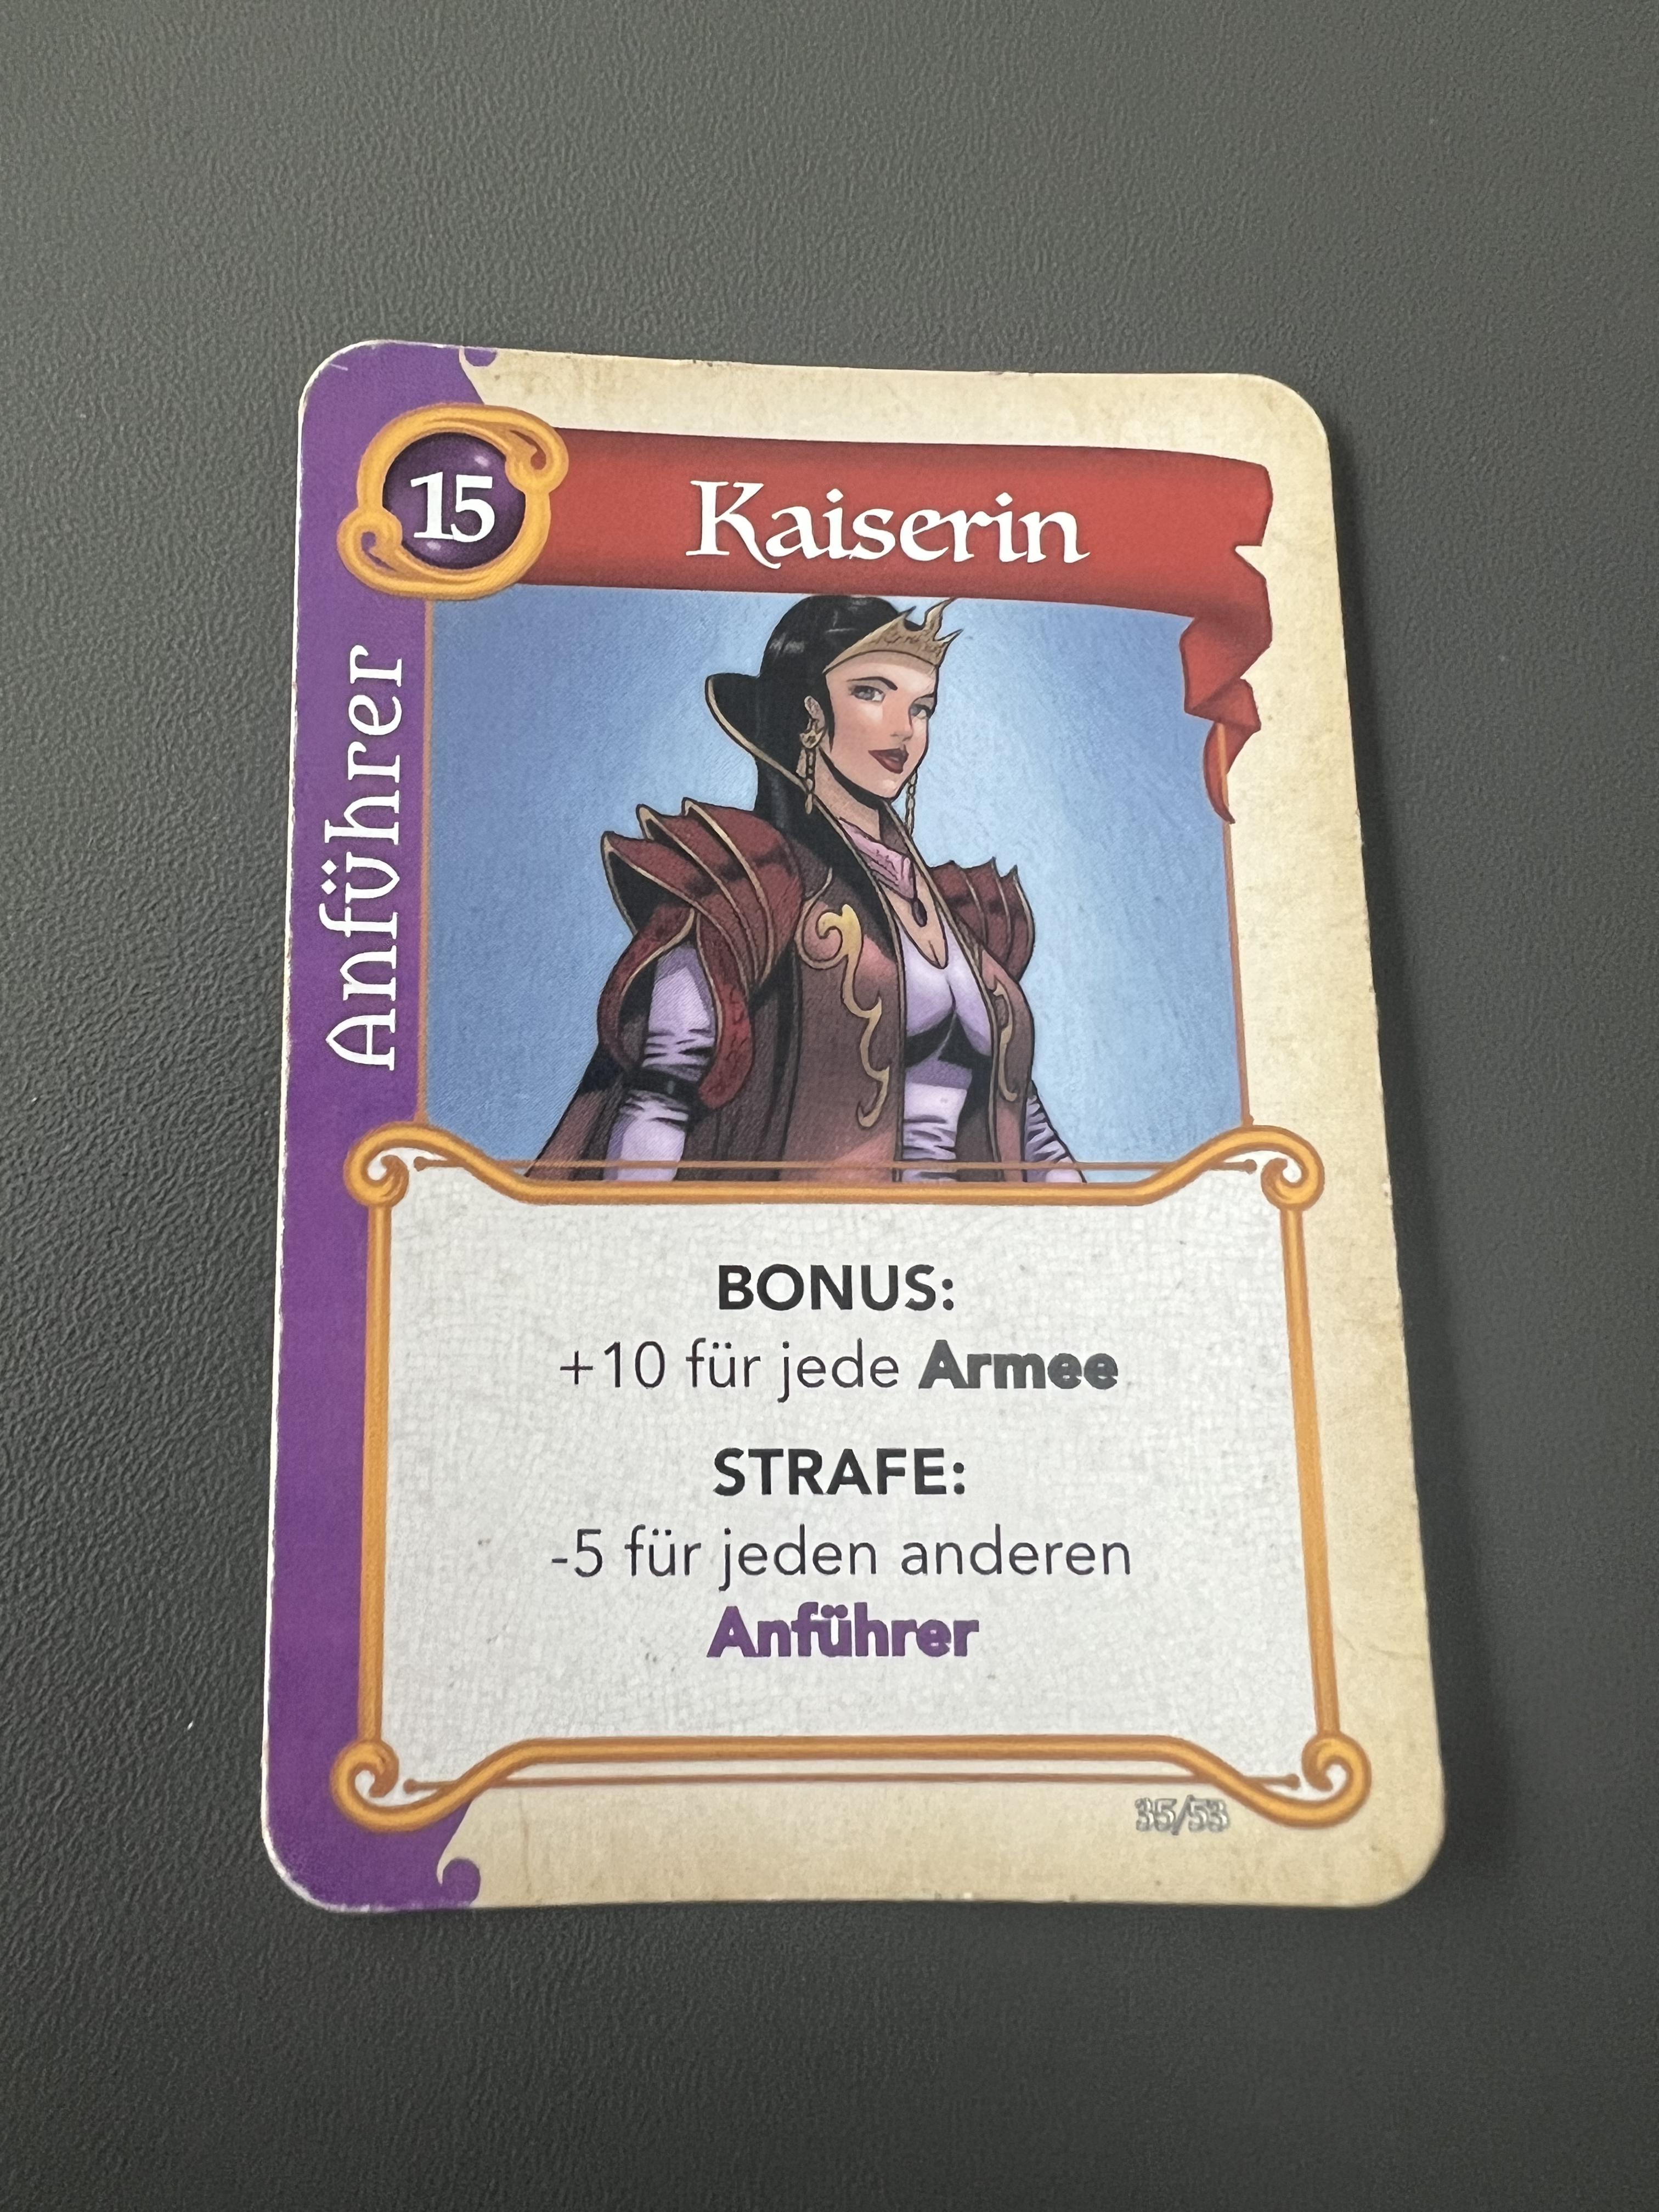 15
Kaiserin
Anführer
BONUS:
+10 für jede Armee
STRAFE:
-5 für jeden anderen
Anführer
35/53